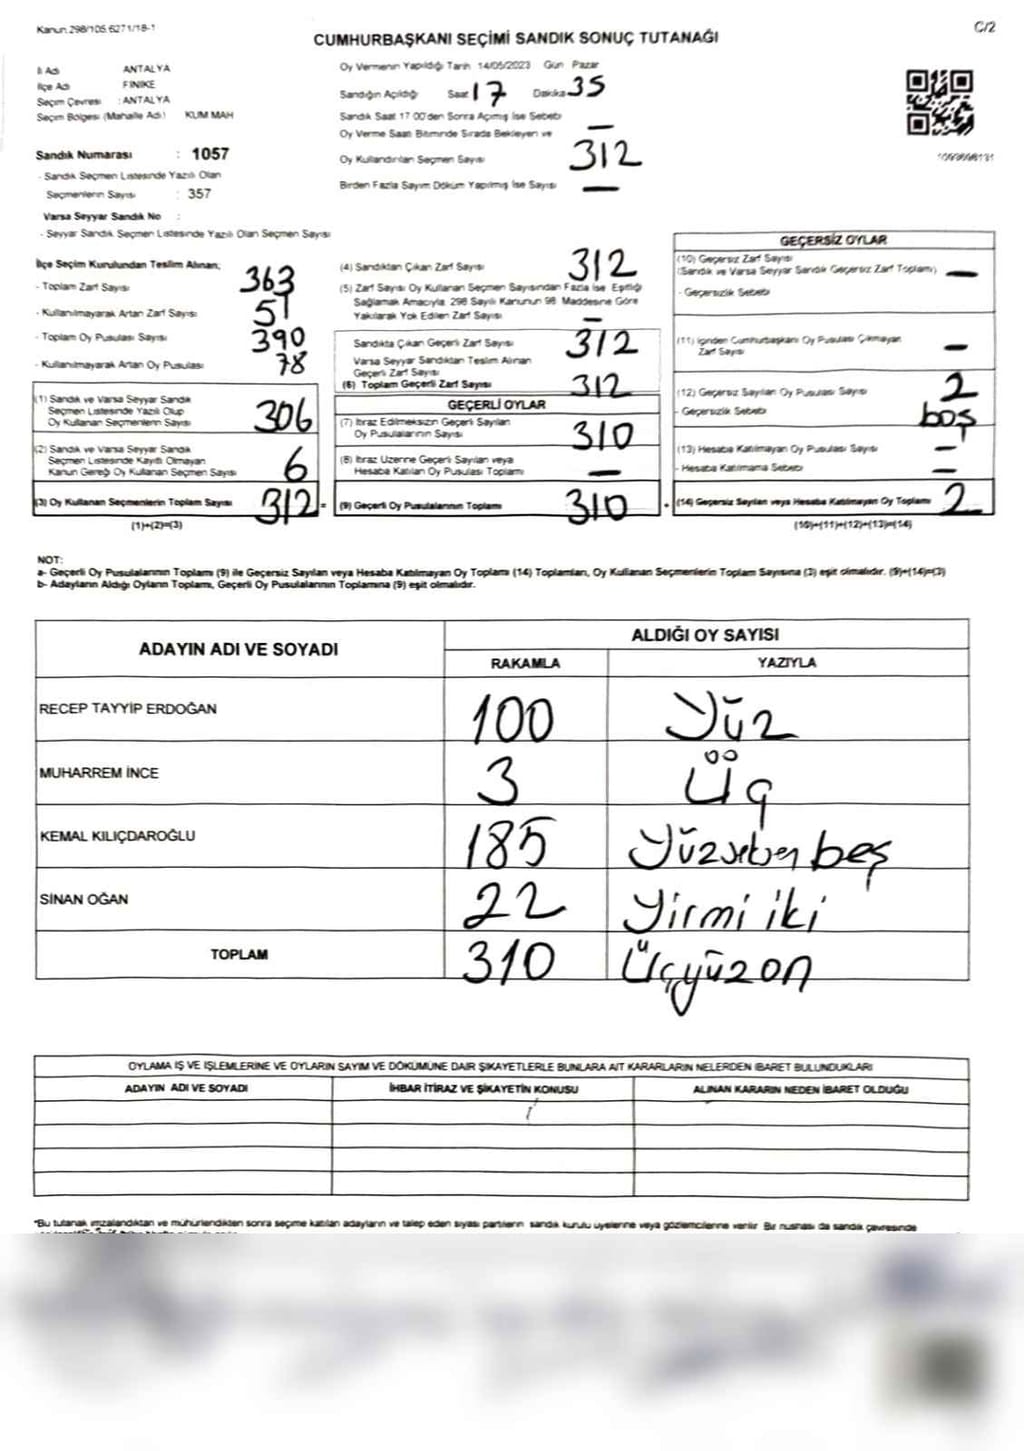 Kanun:298/105.6271/18-1
C/2
CUMHURBAŞKANI SEÇİMİ SANDIK SONUÇ TUTANAĞI
İl Adı ANTALYA
İlçe Adı FİNİKE
Seçim Çevresi : ANTALYA
Seçim Bölgesi (Mahalle Adı) KUM MAH
Sandık Numarası : 1057
- Sandık Seçmen Listesinde Yazılı Olan
Seçmenlerin Sayısı : 357
Varsa Seyyar Sandık No :
- Seyyar Sandık Seçmen Listesinde Yazılı Olan Seçmen Sayısı
Oy Vermenin Yapıldığı Tarih 14/05/2023 Gün Pazar
Sandığın Açıldığı Saat 17 Dakika 35
Sandık Saat 17 00'den Sonra Açımış İse Sebebi
—
Oy Verme Saati Bitiminde Sırada Bekleyen ve
Oy Kullandırılan Seçmen Sayısı 312
Birden Fazla Sayım Döküm Yapılmış İse Sayısı —
İlçe Seçim Kurulundan Teslim Alınan;
- Toplam Zarf Sayısı 363
- Kullanılmayarak Artan Zarf Sayısı 51
- Toplam Oy Pusulası Sayısı 390
- Kullanılmayarak Artan Oy Pusulası 78
(1) Sandık ve Varsa Seyyar Sandık
Seçmen Listesinde Yazılı Olup
Oy Kullanan Seçmenlerin Sayısı 306
(2) Sandık ve Varsa Seyyar Sandık
Seçmen Listesinde Kayıtlı Olmayan
Kanun Gereği Oy Kullanan Seçmen Sayısı 6
(3) Oy Kullanan Seçmenlerin Toplam Sayısı 312 =
(1)+(2)=(3)
(4) Sandıktan Çıkan Zarf Sayısı 312
(5) Zarf Sayısı Oy Kullanan Seçmen Sayısından Fazla İse Eşitliği
Sağlamak Amacıyla 298 Sayılı Kanunun 98 Maddesine Göre
Yakılarak Yok Edilen Zarf Sayısı —
Sandıkta Çıkan Geçerli Zarf Sayısı 312
Varsa Seyyar Sandıktan Teslim Alınan
Geçerli Zarf Sayısı
(6) Toplam Geçerli Zarf Sayısı 312
GEÇERLİ OYLAR
(7) İtiraz Edilmeksizin Geçerli Sayılan
Oy Pusulalarının Sayısı 310
(8) İtiraz Üzerine Geçerli Sayılan veya
Hesaba Katılan Oy Pusulası Toplamı —
(9) Geçerli Oy Pusulalarının Toplamı 310 +
GEÇERSİZ OYLAR
(10) Geçersiz Zarf Sayısı
(Sandık ve Varsa Seyyar Sandık Geçersiz Zarf Toplamı) —
- Geçersizlik Sebebi
(11) İçinden Cumhurbaşkanı Oy Pusulası Çıkmayan
Zarf Sayısı —
(12) Geçersiz Sayılan Oy Pusulası Sayısı 2
- Geçersizlik Sebebi boş
(13) Hesaba Katılmayan Oy Pusulası Sayısı —
- Hesaba Katılmama Sebebi —
(14) Geçersiz Sayılan veya Hesaba Katılmayan Oy Toplamı 2
(10)+(11)+(12)+(13)=(14)
NOT:
a- Geçerli Oy Pusulalarının Toplamı (9) ile Geçersiz Sayılan veya Hesaba Katılmayan Oy Toplamı (14) Toplamları, Oy Kullanan Seçmenlerin Toplam Sayısına (3) eşit olmalıdır. (9)+(14)=(3)
b- Adayların Aldığı Oyların Toplamı, Geçerli Oy Pusulalarının Toplamına (9) eşit olmalıdır.
ADAYIN ADI VE SOYADI ALDIĞI OY SAYISI
RAKAMLA YAZIYLA
RECEP TAYYİP ERDOĞAN 100 Yüz
MUHARREM İNCE 3 Üç
KEMAL KILIÇDAROĞLU 185 Yüzseksen beş
SİNAN OĞAN 22 Yirmi iki
TOPLAM 310 Üçyüzon
OYLAMA İŞ VE İŞLEMLERİNE VE OYLARIN SAYIM VE DÖKÜMÜNE DAİR ŞİKAYETLERLE BUNLARA AİT KARARLARIN NELERDEN İBARET BULUNDUKLARI
ADAYIN ADI VE SOYADI İHBAR İTİRAZ VE ŞİKAYETİN KONUSU ALINAN KARARIN NEDEN İBARET OLDUĞU
*Bu tutanak imzalandıktan ve mühürlendikten sonra seçime katılan adayların ve talep eden siyasi partilerin sandık kurulu üyelerine veya gözlemcilerine verilir Bir nüshası da sandık çevresinde